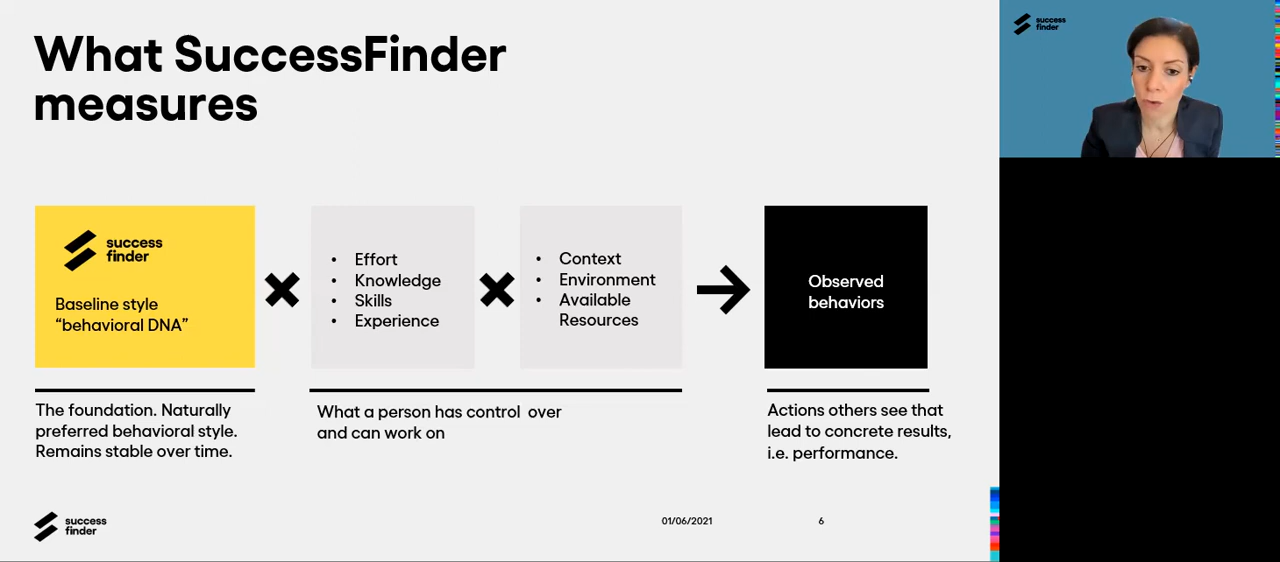 What SuccessFinder
measures
success
finder
success
finder
Baseline style
“behavioral DNA”
• Effort
• Knowledge
• Skills
• Experience
• Context
• Environment
• Available
Resources
Observed
behaviors
The foundation. Naturally
preferred behavioral style.
Remains stable over time.
What a person has control over
and can work on
Actions others see that
lead to concrete results,
i.e. performance.
success
finder
01/06/2021
6